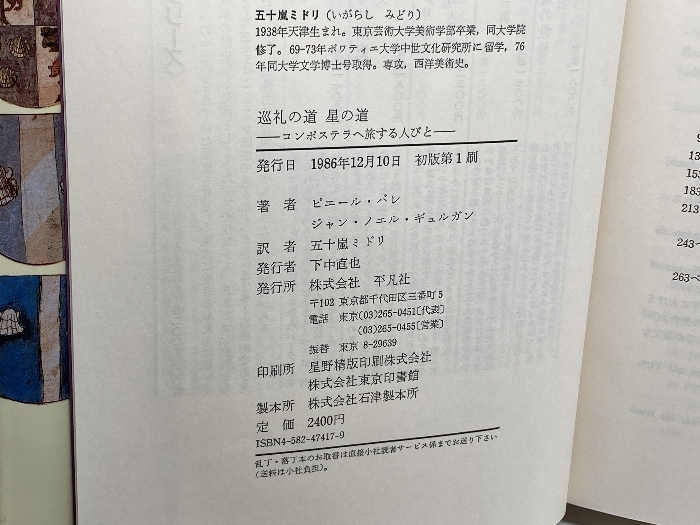 五十嵐ミドリ（いがらし　みどり）
1938年天津生まれ。東京芸術大学美術学部卒業，同大学院
修了。69-73年ポワティエ大学中世文化研究所に留学，76
年同大学文学博士号取得。専攻，西洋美術史。
巡礼の道 星の道
──コンポステラへ旅する人びと──
発行日　1986年12月10日　初版第1刷
著　者　ピエール・バレ
ジャン・ノエル・ギュルガン
訳　者　五十嵐ミドリ
発行者　下中直也
発行所　株式会社　平凡社
〒102 東京都千代田区三番町5
電話　東京(03)265-0451[代表]
(03)265-0455[営業]
振替　東京 8-29639
印刷所　星野精版印刷株式会社
株式会社東京印書館
製本所　株式会社石津製本所
定　価　2400円
ISBN4-582-47417-9
乱丁・落丁本のお取替は直接小社読者サービス係までお送り下さい
（送料は小社負担）。
213
243~
263~